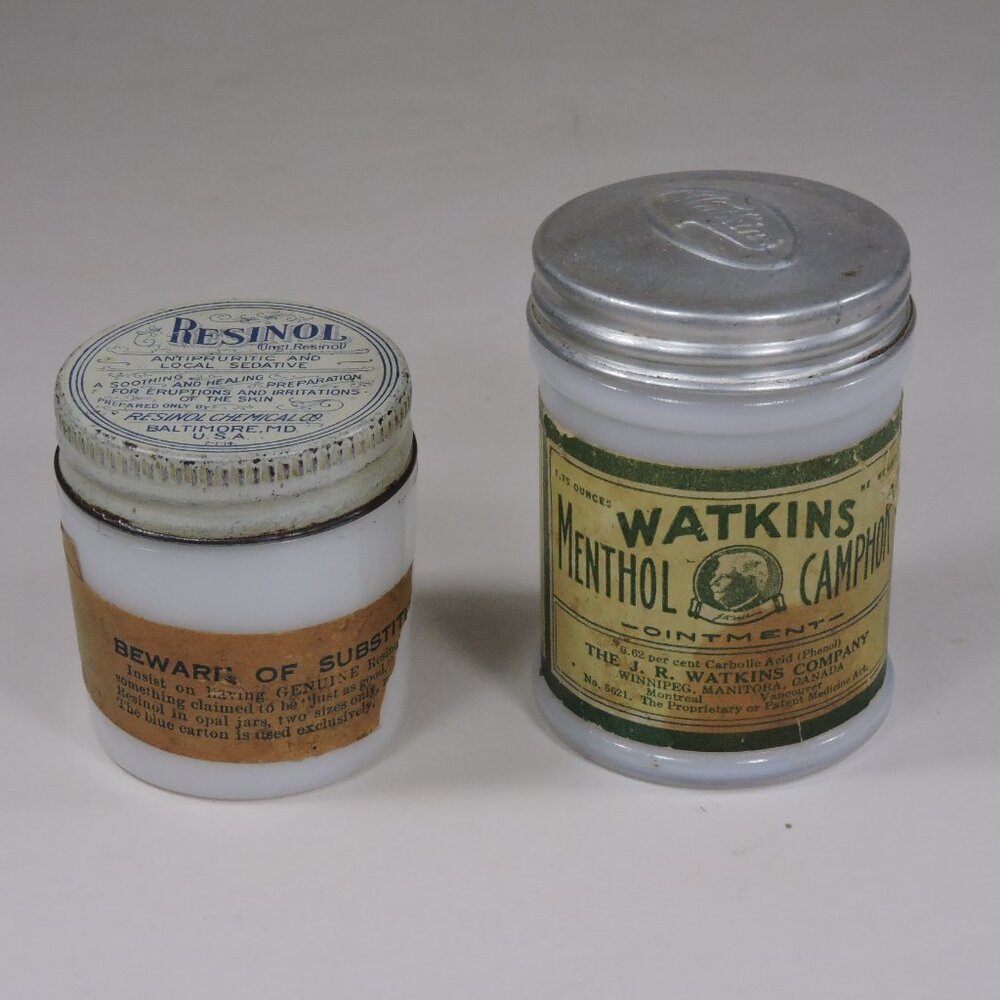 RESINOL
(Ungt. Resinol)
ANTIPRURITIC AND
LOCAL SEDATIVE
A SOOTHING AND HEALING PREPARATION
FOR ERUPTIONS AND IRRITATIONS
OF THE SKIN
PREPARED ONLY BY
RESINOL CHEMICAL CO.
BALTIMORE, MD.
U.S.A.
BEWARE OF SUBSTIT
Insist on having GENUINE Resin
something claimed to be "just as good."
Resinol in opal jars, two sizes only.
The blue carton is used exclusively.
Watkins
1.75 OUNCES
WATKINS
MENTHOL CAMPHOR
OINTMENT
0.62 per cent Carbolic Acid (Phenol)
THE J. R. WATKINS COMPANY
WINNIPEG, MANITOBA, CANADA
Montreal Vancouver
No. 6621. The Proprietary or Patent Medicine Act.